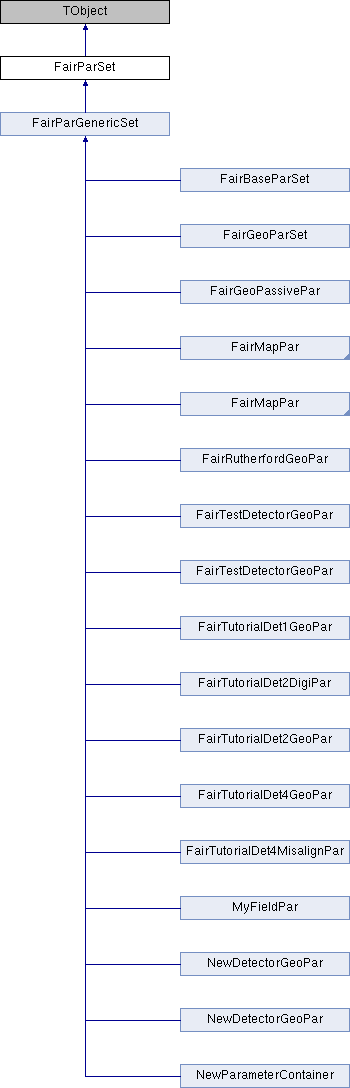 TObject
FairParSet
FairParGenericSet
FairBaseParSet
FairGeoParSet
FairGeoPassivePar
FairMapPar
FairMapPar
FairRutherfordGeoPar
FairTestDetectorGeoPar
FairTestDetectorGeoPar
FairTutorialDet1GeoPar
FairTutorialDet2DigiPar
FairTutorialDet2GeoPar
FairTutorialDet4GeoPar
FairTutorialDet4MisalignPar
MyFieldPar
NewDetectorGeoPar
NewDetectorGeoPar
NewParameterContainer